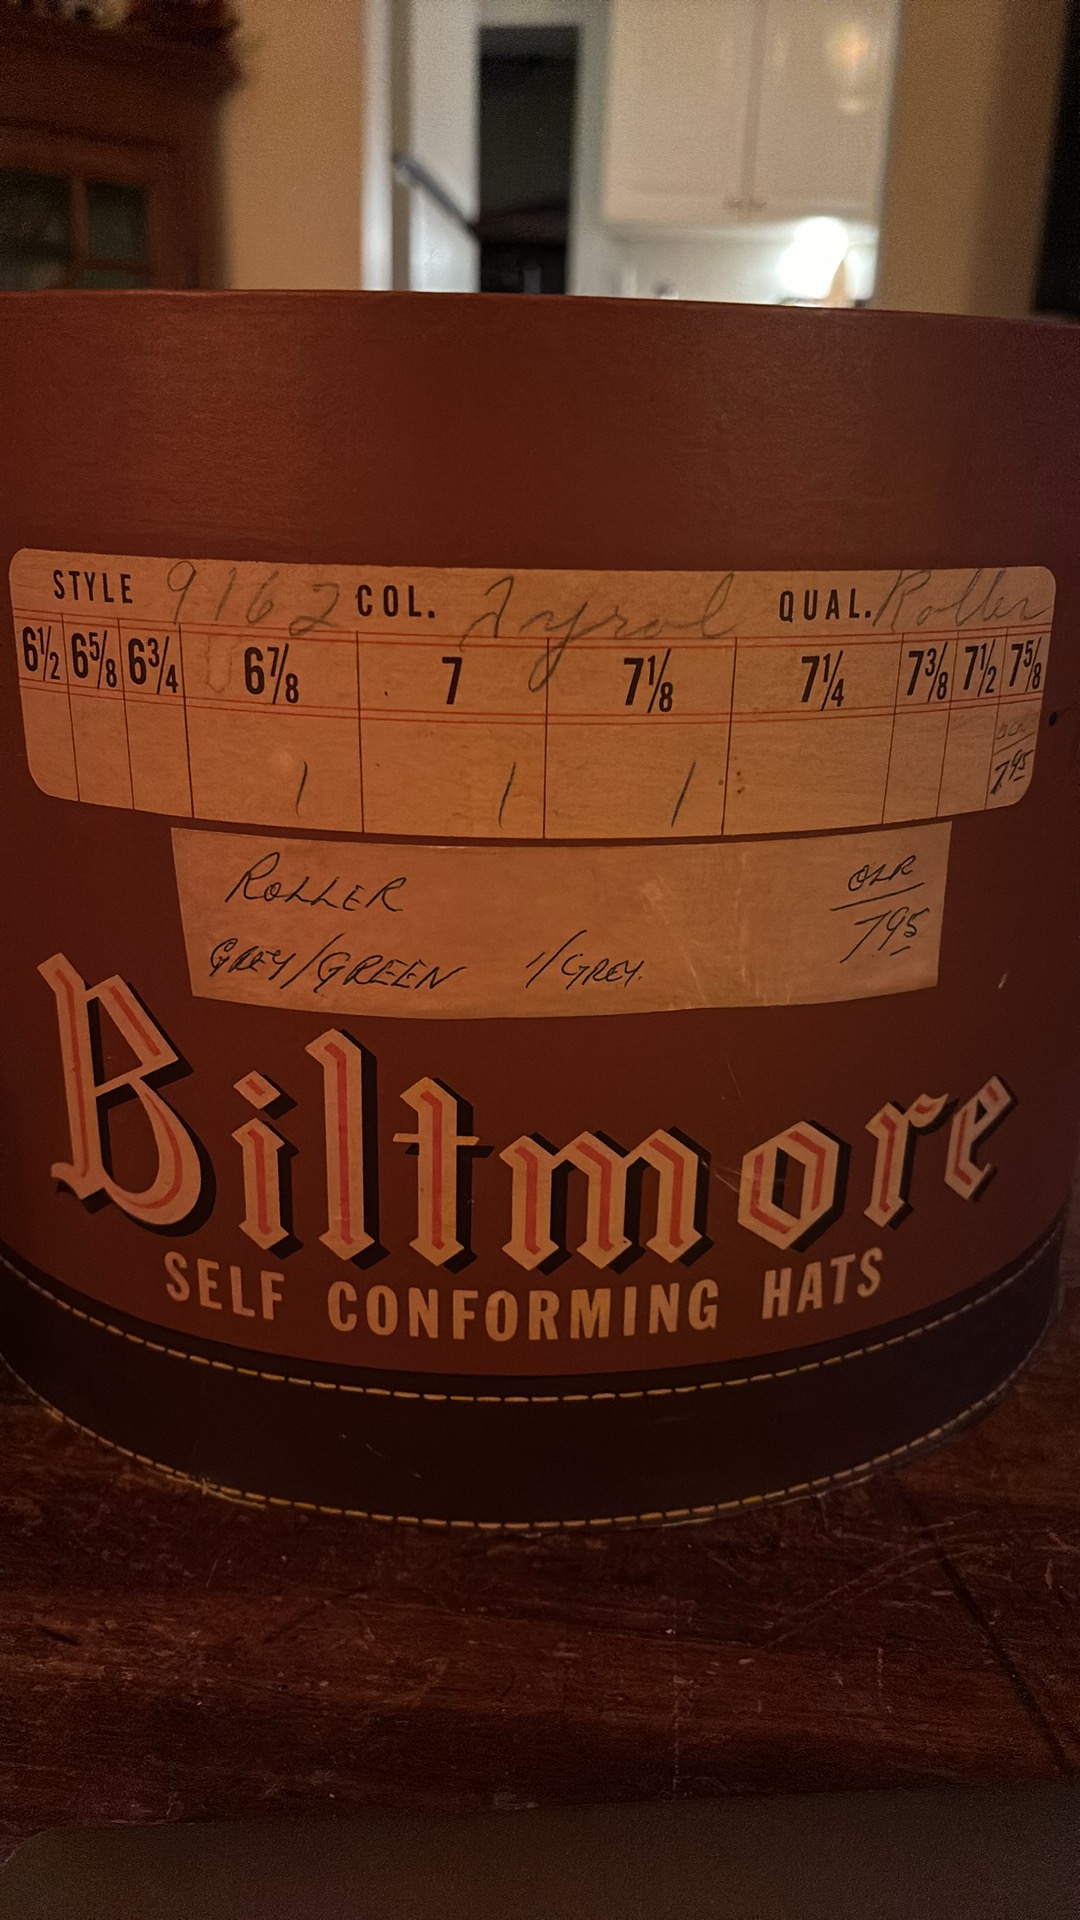 STYLE 9162 COL. Tyrol QUAL. Roller
6½ 6⅝ 6¾ 6⅞ 7 7⅛ 7¼ 7⅜ 7½ 7⅝
1 1 1 7.95
ROLLER OLR
GREY/GREEN 1/GREY. 7.95
Biltmore
SELF CONFORMING HATS